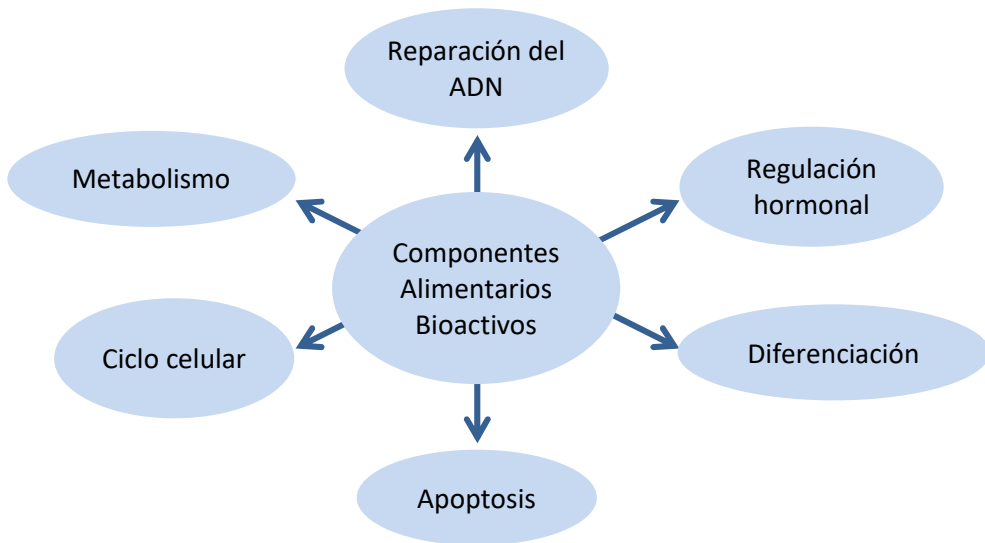 Reparación del
ADN
Metabolismo
Regulación
hormonal
Componentes
Alimentarios
Bioactivos
Ciclo celular
Diferenciación
Apoptosis